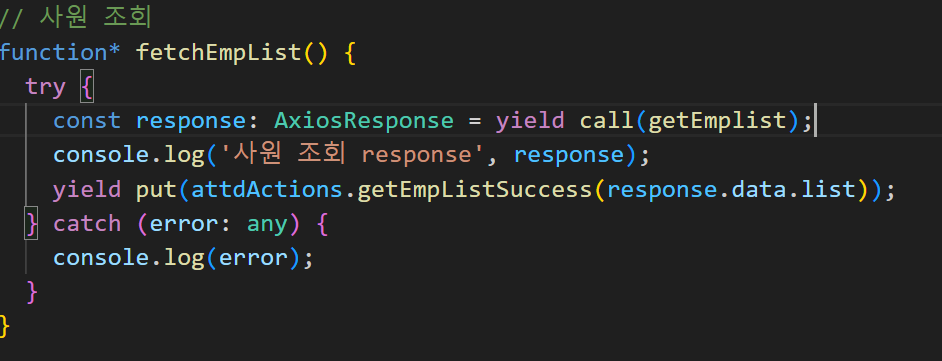 // 사원 조회
function* fetchEmpList() {
try {
const response: AxiosResponse = yield call(getEmplist);
console.log('사원 조회 response', response);
yield put(attdActions.getEmpListSuccess(response.data.list));
} catch (error: any) {
console.log(error);
}
}